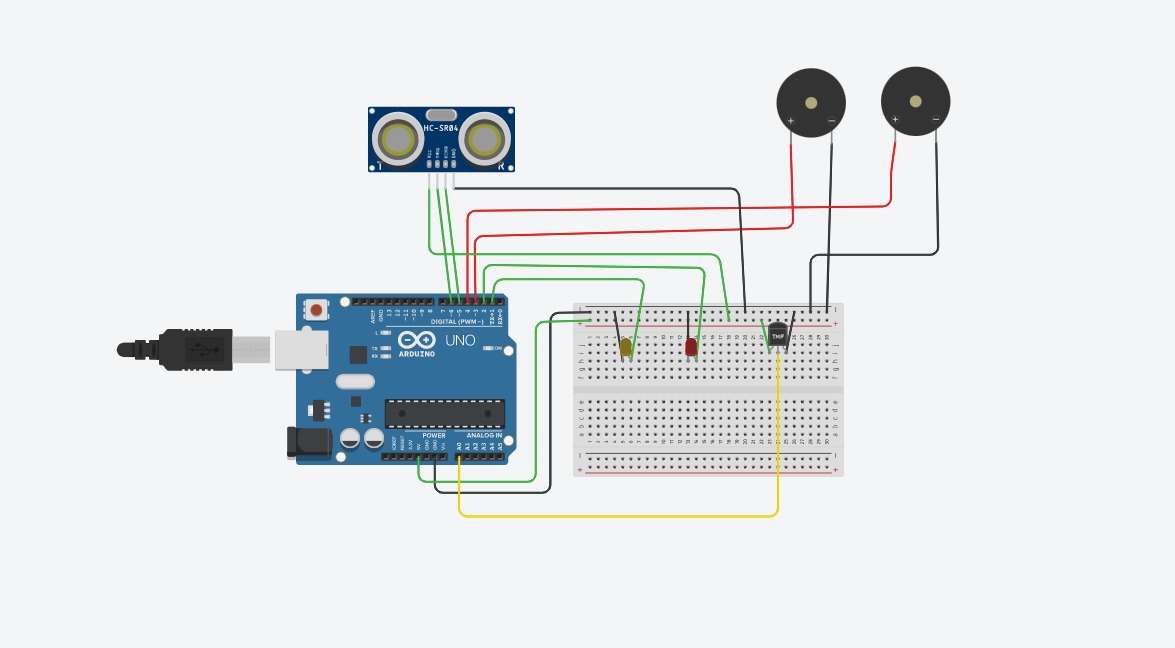 HC-SR04
VCC
TRIG
ECHO
GND
T
R
+
−
+
−
AREF
GND
13
12
~11
~10
~9
8
7
~6
~5
4
~3
2
TX→1
RX←0
DIGITAL (PWM~)
L
TX
RX
ARDUINO
UNO
ON
POWER
ANALOG IN
IOREF
RESET
3.3V
5V
GND
GND
Vin
A0
A1
A2
A3
A4
A5
TMP
j
i
h
g
f
e
d
c
b
a